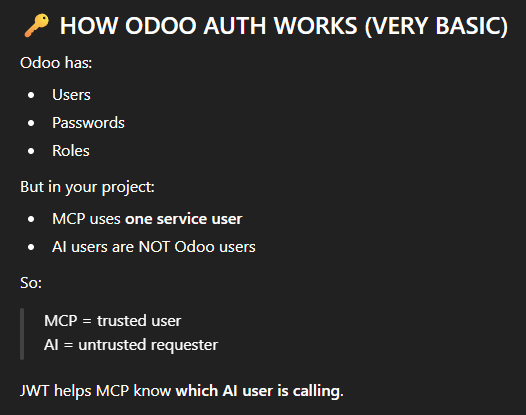 🔑 HOW ODOO AUTH WORKS (VERY BASIC)
Odoo has:
• Users
• Passwords
• Roles
But in your project:
• MCP uses one service user
• AI users are NOT Odoo users
So:
MCP = trusted user
AI = untrusted requester
JWT helps MCP know which AI user is calling.